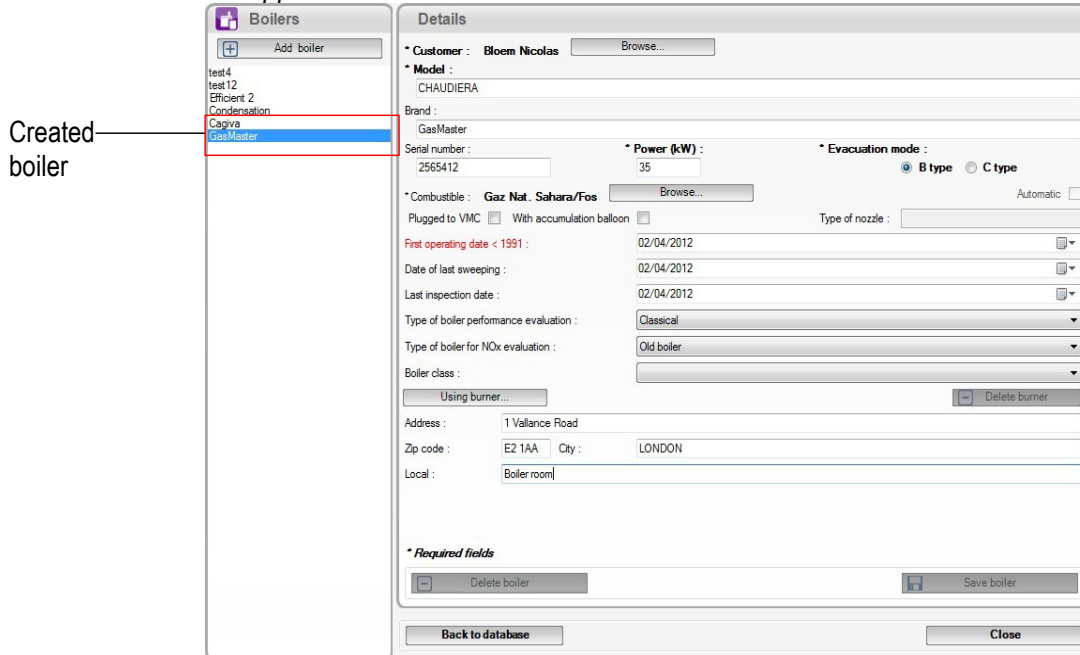 Boilers
Add boiler
test4
test12
Efficient 2
Condensation
Cagiva
GasMaster
Created
boiler
Details
* Customer : Bloem Nicolas Browse...
* Model :
CHAUDIERA
Brand :
GasMaster
Serial number : * Power (kW) : * Evacuation mode :
2565412 35 B type C type
* Combustible : Gaz Nat. Sahara/Fos Browse... Automatic
Plugged to VMC With accumulation balloon Type of nozzle :
First operating date < 1991 : 02/04/2012
Date of last sweeping : 02/04/2012
Last inspection date : 02/04/2012
Type of boiler performance evaluation : Classical
Type of boiler for NOx evaluation : Old boiler
Boiler class :
Using burner... Delete burner
Address : 1 Vallance Road
Zip code : E2 1AA City : LONDON
Local : Boiler room
* Required fields
Delete boiler Save boiler
Back to database Close